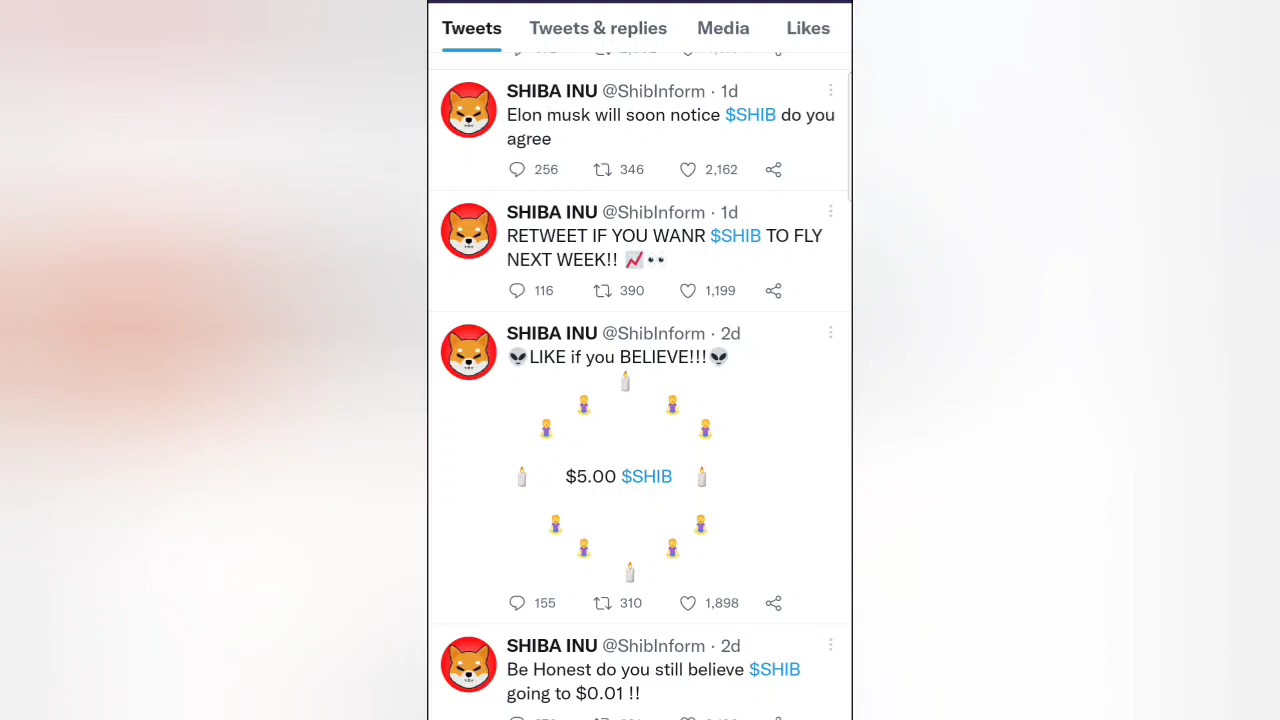 Tweets Tweets & replies Media Likes
SHIBA INU @ShibInform · 1d
Elon musk will soon notice $SHIB do you
agree
256 346 2,162
SHIBA INU @ShibInform · 1d
RETWEET IF YOU WANR $SHIB TO FLY
NEXT WEEK!! 📈👀
116 390 1,199
SHIBA INU @ShibInform · 2d
👽LIKE if you BELIEVE!!!👽
$5.00 $SHIB
155 310 1,898
SHIBA INU @ShibInform · 2d
Be Honest do you still believe $SHIB
going to $0.01 !!